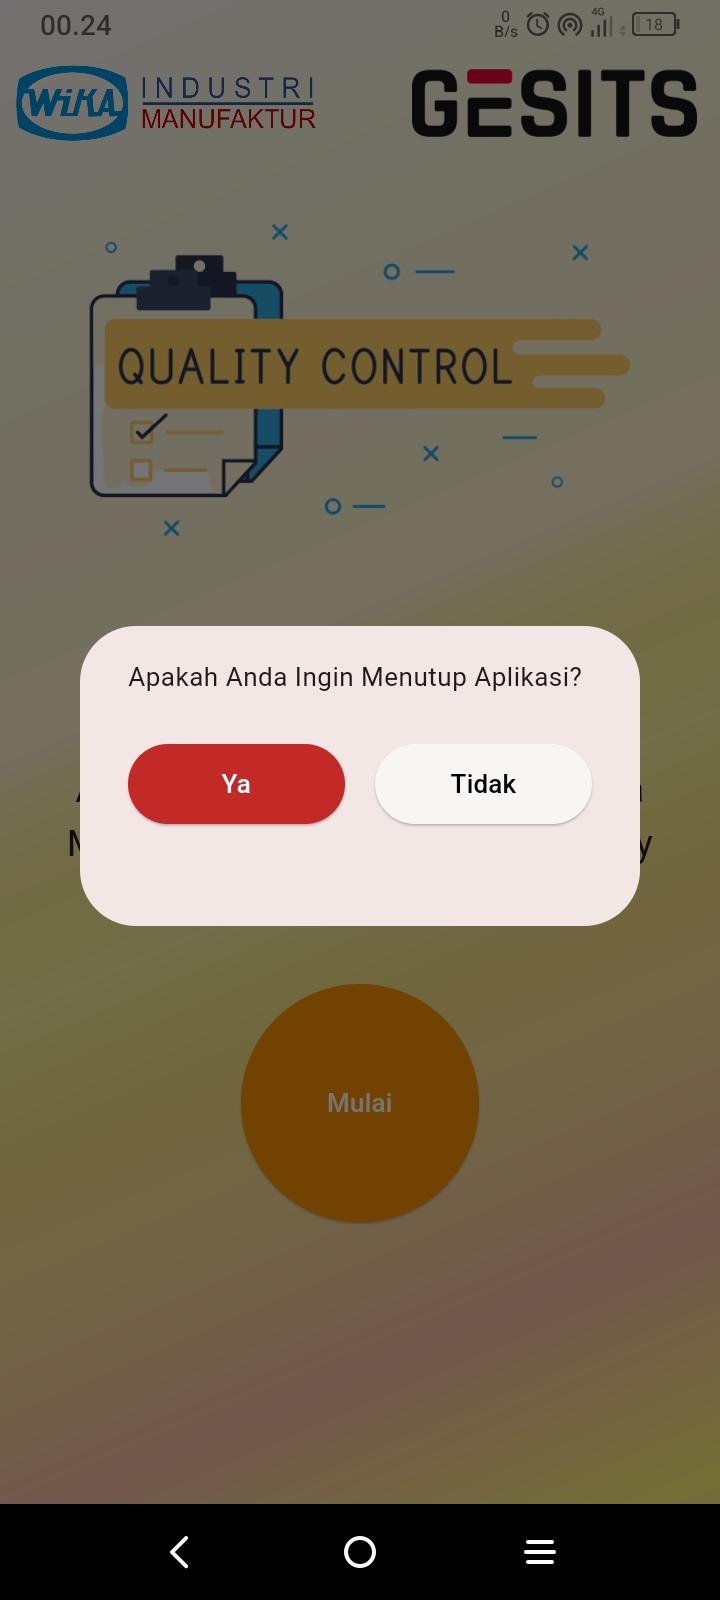 00.24
0
B/s
4G
18
WiKA
INDUSTRI
MANUFAKTUR
GESITS
QUALITY CONTROL
Apakah Anda Ingin Menutup Aplikasi?
Ya Tidak
Mulai